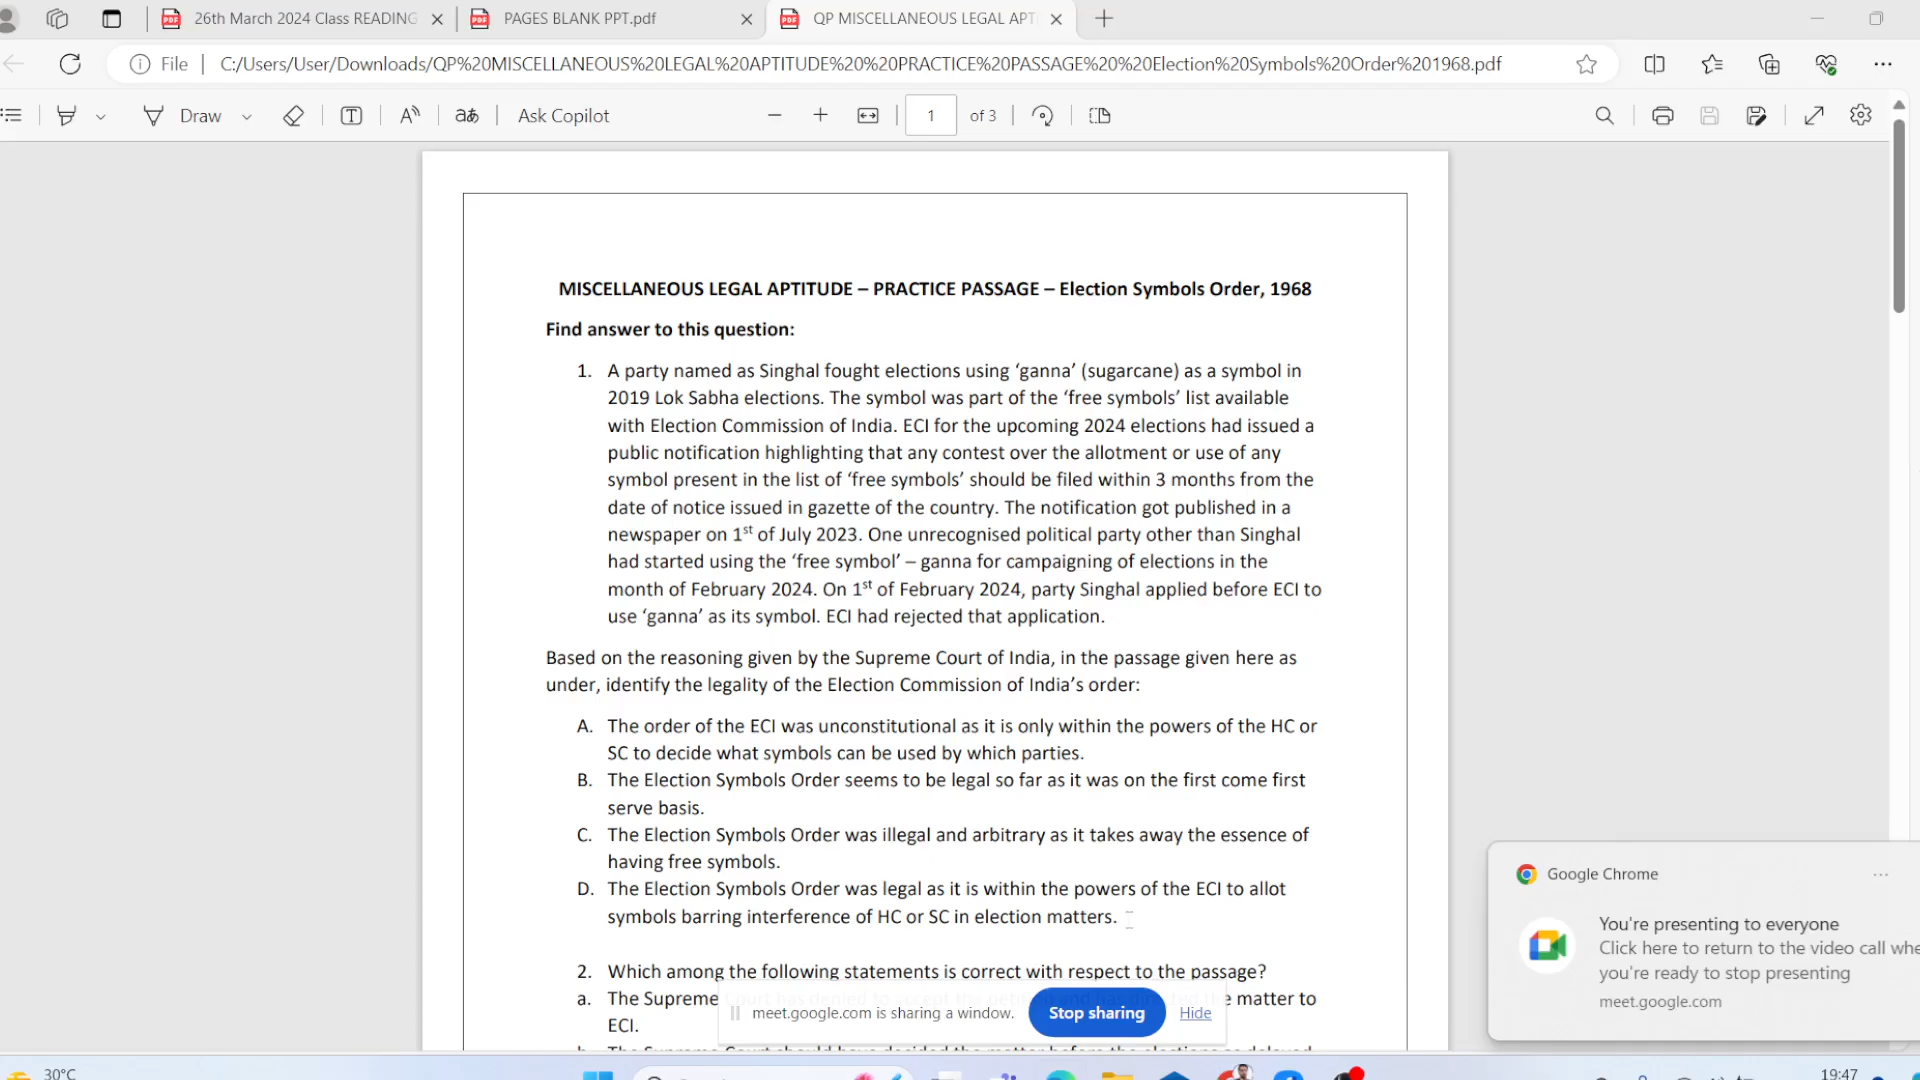 26th March 2024 Class READING
PAGES BLANK PPT.pdf
QP MISCELLANEOUS LEGAL APT
File
C:/Users/User/Downloads/QP%20MISCELLANEOUS%20LEGAL%20APTITUDE%20%20PRACTICE%20PASSAGE%20%20Election%20Symbols%20Order%201968.pdf
Draw
Ask Copilot
1 of 3
MISCELLANEOUS LEGAL APTITUDE – PRACTICE PASSAGE – Election Symbols Order, 1968
Find answer to this question:
1. A party named as Singhal fought elections using ‘ganna’ (sugarcane) as a symbol in
2019 Lok Sabha elections. The symbol was part of the ‘free symbols’ list available
with Election Commission of India. ECI for the upcoming 2024 elections had issued a
public notification highlighting that any contest over the allotment or use of any
symbol present in the list of ‘free symbols’ should be filed within 3 months from the
date of notice issued in gazette of the country. The notification got published in a
newspaper on 1st of July 2023. One unrecognised political party other than Singhal
had started using the ‘free symbol’ – ganna for campaigning of elections in the
month of February 2024. On 1st of February 2024, party Singhal applied before ECI to
use ‘ganna’ as its symbol. ECI had rejected that application.
Based on the reasoning given by the Supreme Court of India, in the passage given here as
under, identify the legality of the Election Commission of India’s order:
A. The order of the ECI was unconstitutional as it is only within the powers of the HC or
SC to decide what symbols can be used by which parties.
B. The Election Symbols Order seems to be legal so far as it was on the first come first
serve basis.
C. The Election Symbols Order was illegal and arbitrary as it takes away the essence of
having free symbols.
D. The Election Symbols Order was legal as it is within the powers of the ECI to allot
symbols barring interference of HC or SC in election matters.
2. Which among the following statements is correct with respect to the passage?
a. The Supreme matter to
ECI.
meet.google.com is sharing a window.
Stop sharing
Hide
Google Chrome
You're presenting to everyone
Click here to return to the video call whe
you're ready to stop presenting
meet.google.com
30°C
19:47